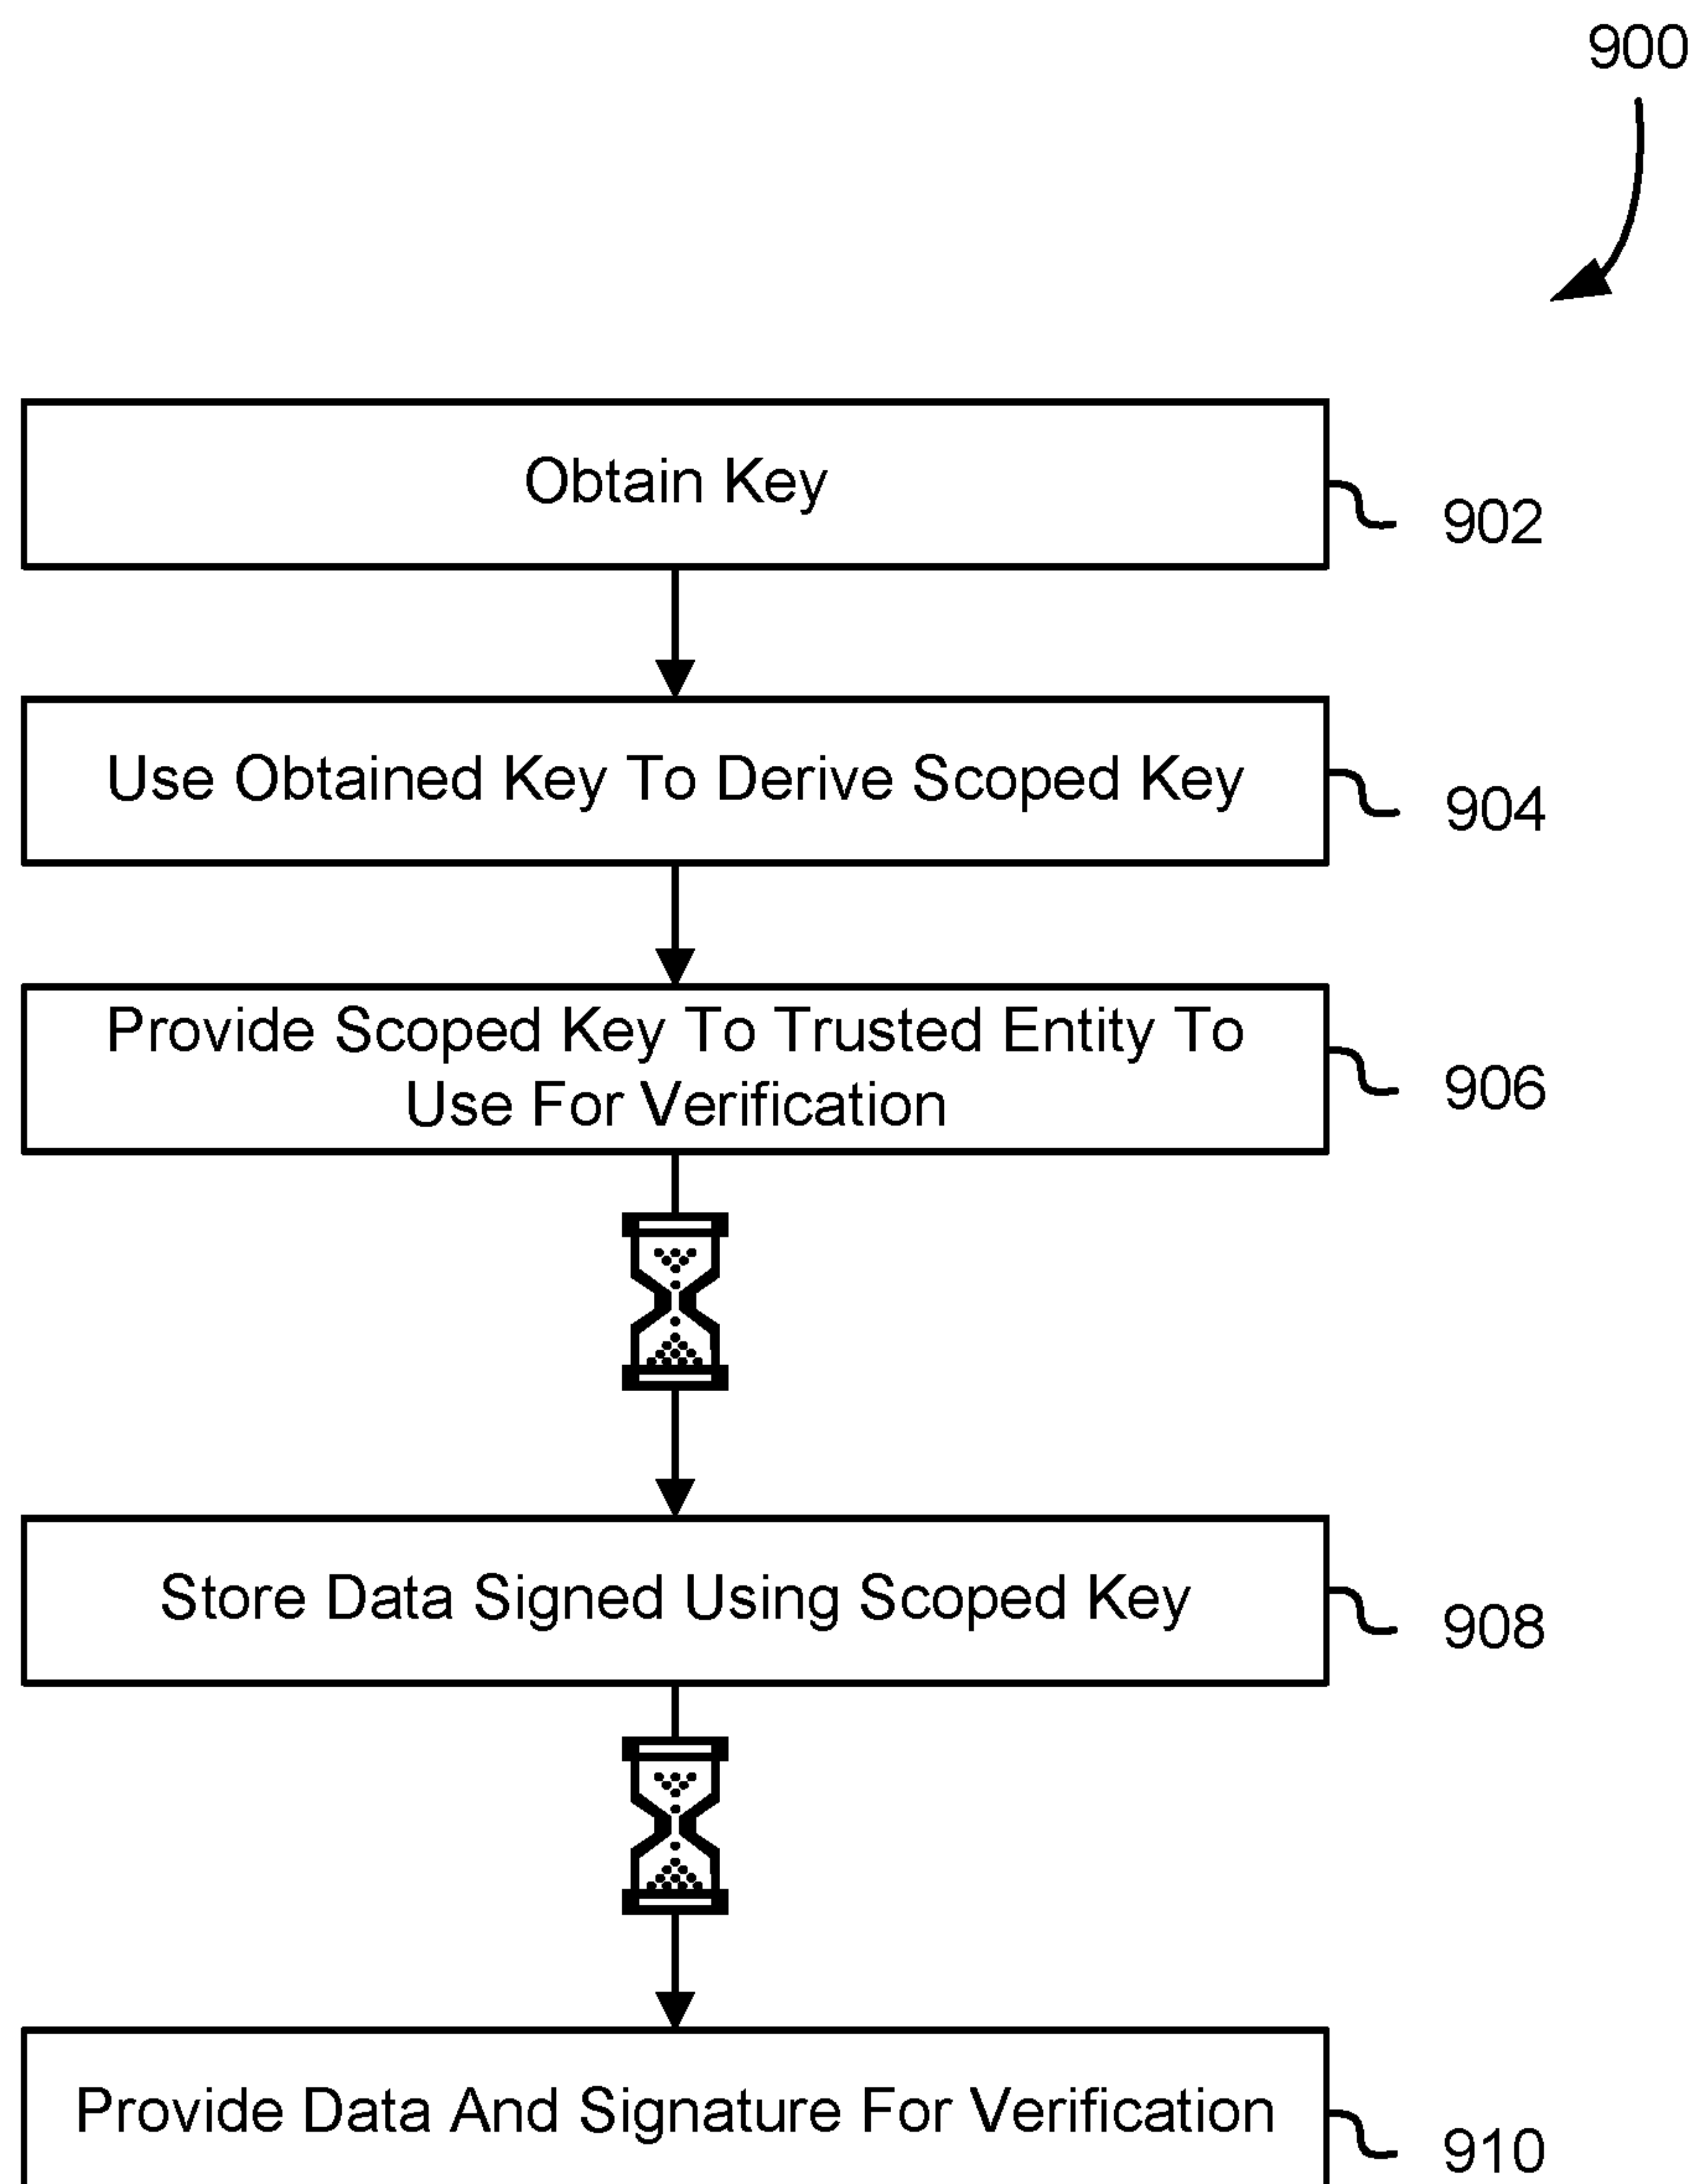 900
Obtain Key
902
Use Obtained Key To Derive Scoped Key
904
Provide Scoped Key To Trusted Entity To
Use For Verification
906
Store Data Signed Using Scoped Key
908
Provide Data And Signature For Verification
910